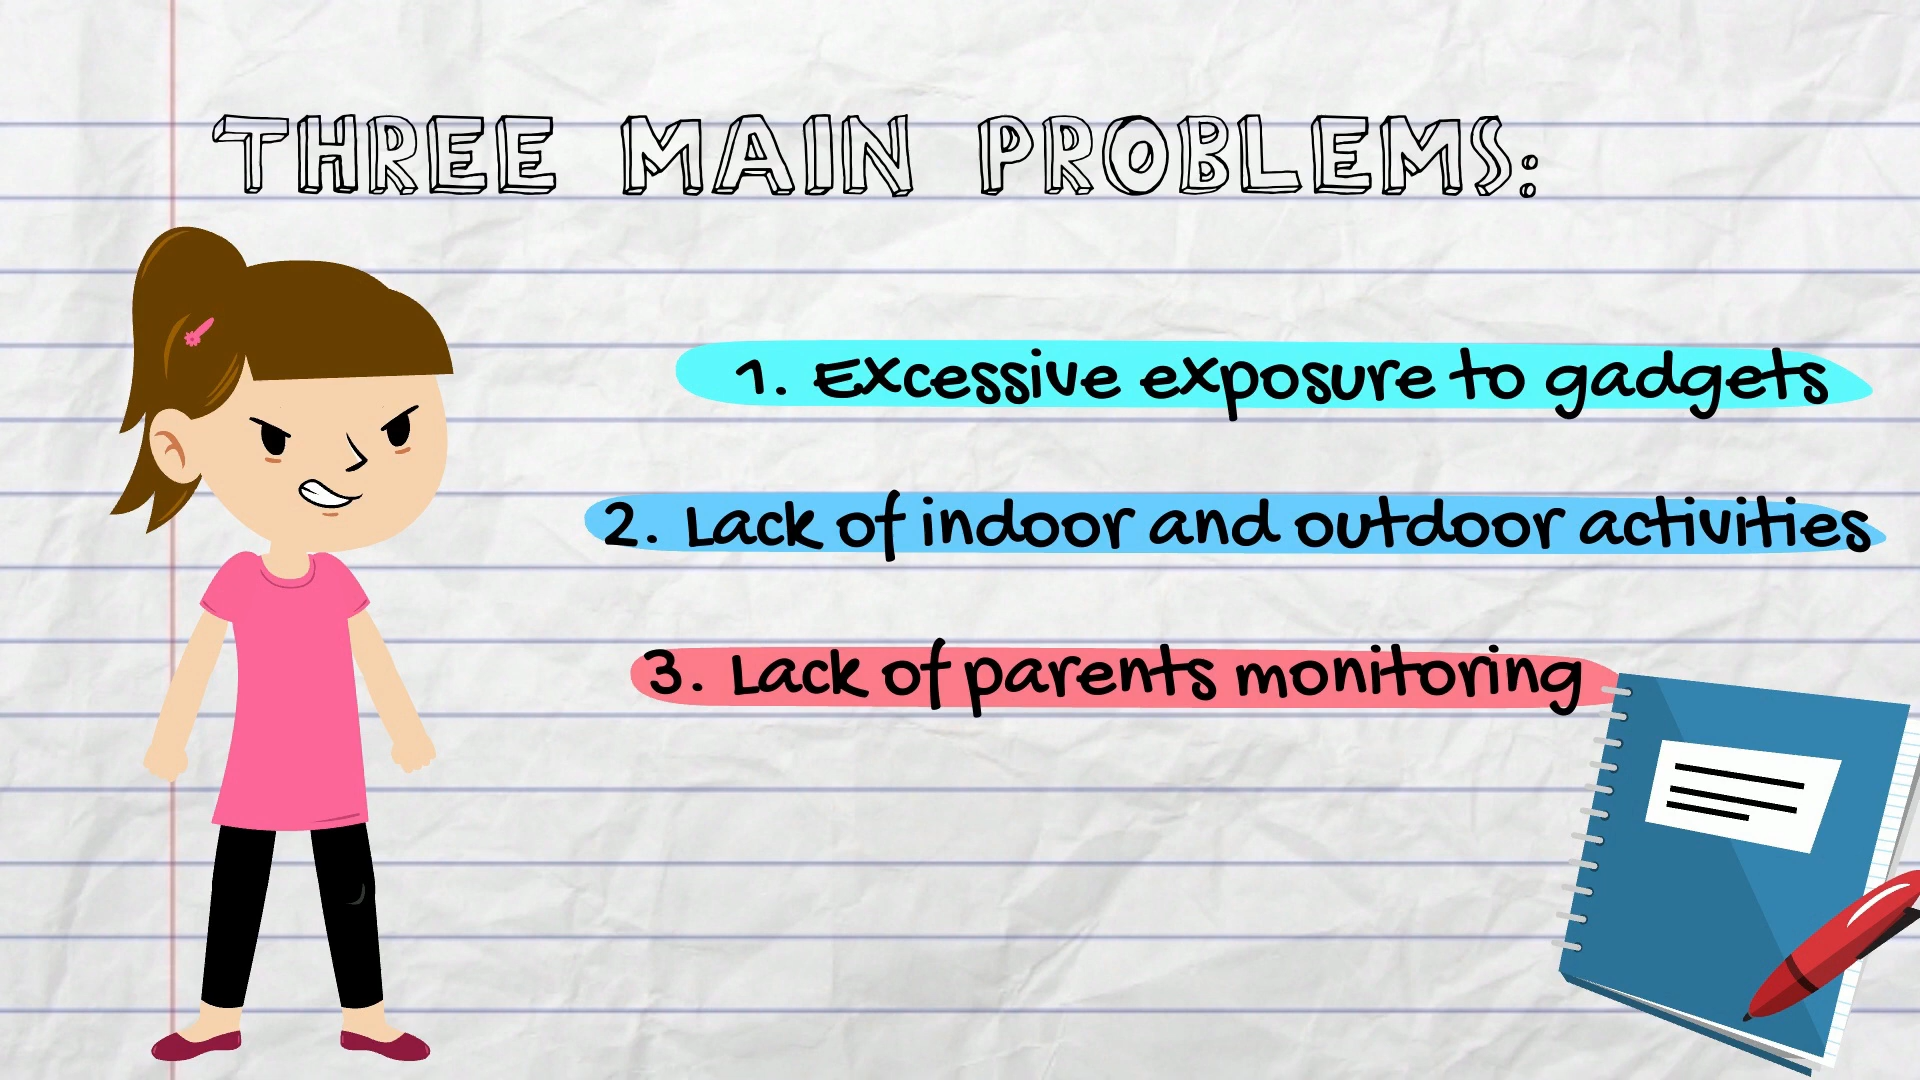 THREE MAIN PROBLEMS:
1. Excessive exposure to gadgets
2. Lack of indoor and outdoor activities
3. Lack of parents monitoring